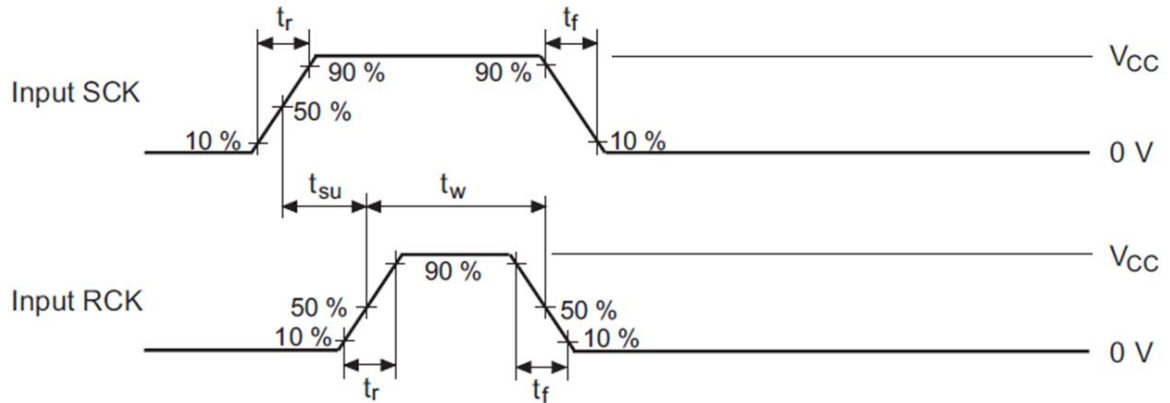 tr
tf
VCC
Input SCK
90 %
90 %
50 %
10 %
10 %
0 V
tsu
tw
VCC
90 %
Input RCK
50 %
50 %
10 %
10 %
0 V
tr
tf